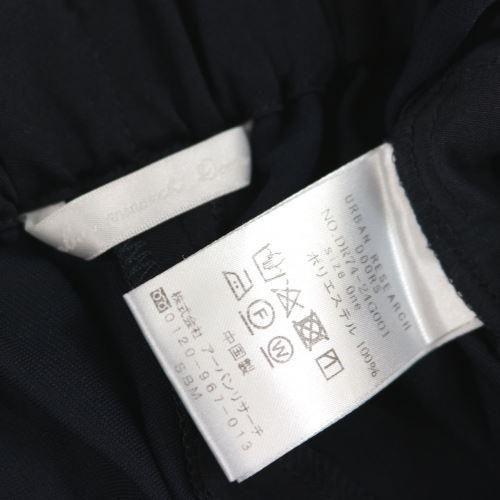 URBAN RESEARCH
DOORS
NO.DR74-24G001
size One
ポリエステル 100%
中国製
株式会社 アーバンリサーチ
0120-967-013
SBM